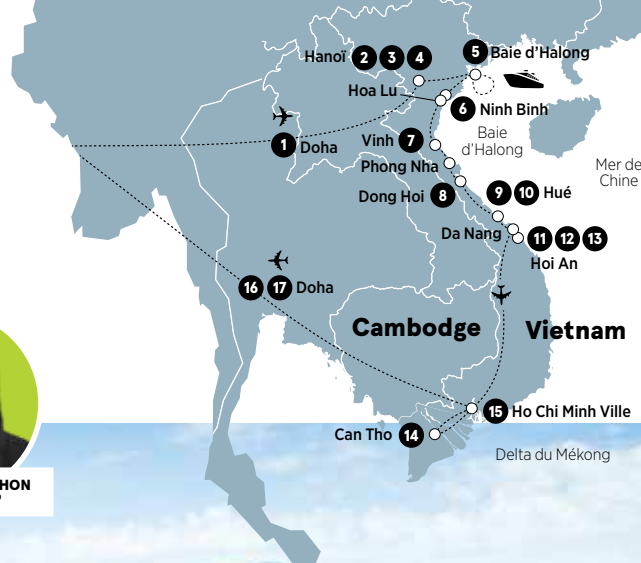 Hanoï 2 3 4
5 Baie d'Halong
Hoa Lu
6 Ninh Binh
Baie
d'Halong
1 Doha
Vinh 7
Phong Nha
Mer de
Chine
Dong Hoi 8
9 10 Hué
Da Nang
11 12 13
Hoi An
16 17 Doha
Cambodge
Vietnam
15 Ho Chi Minh Ville
Can Tho 14
Delta du Mékong
HON